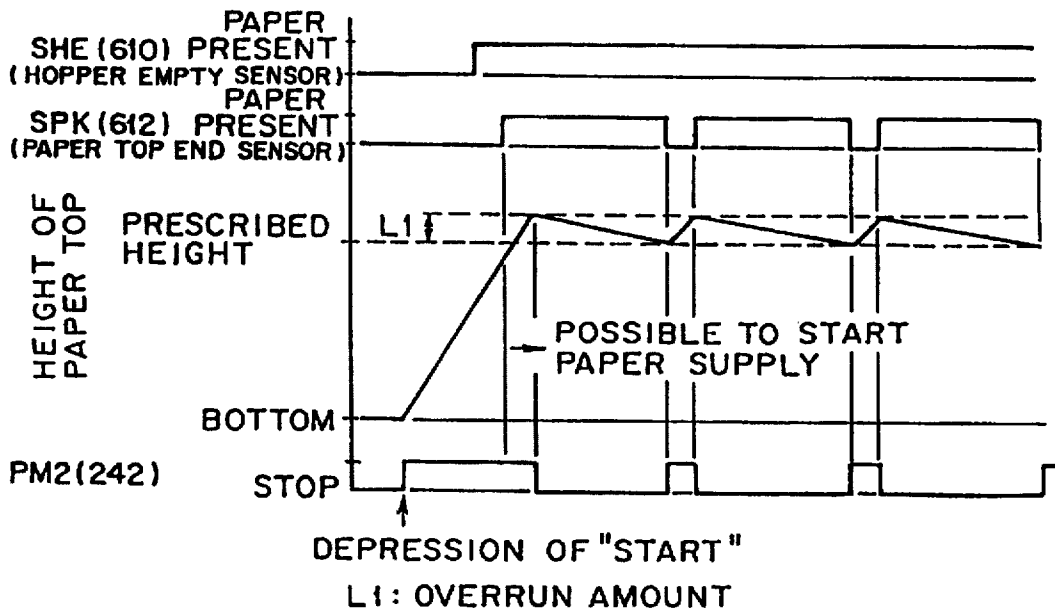 PAPER
SHE(610) PRESENT
(HOPPER EMPTY SENSOR)
PAPER
SPK(612) PRESENT
(PAPER TOP END SENSOR)
HEIGHT OF
PAPER TOP
PRESCRIBED
HEIGHT
L1
POSSIBLE TO START
PAPER SUPPLY
BOTTOM
PM2(242)
STOP
DEPRESSION OF "START"
L1: OVERRUN AMOUNT